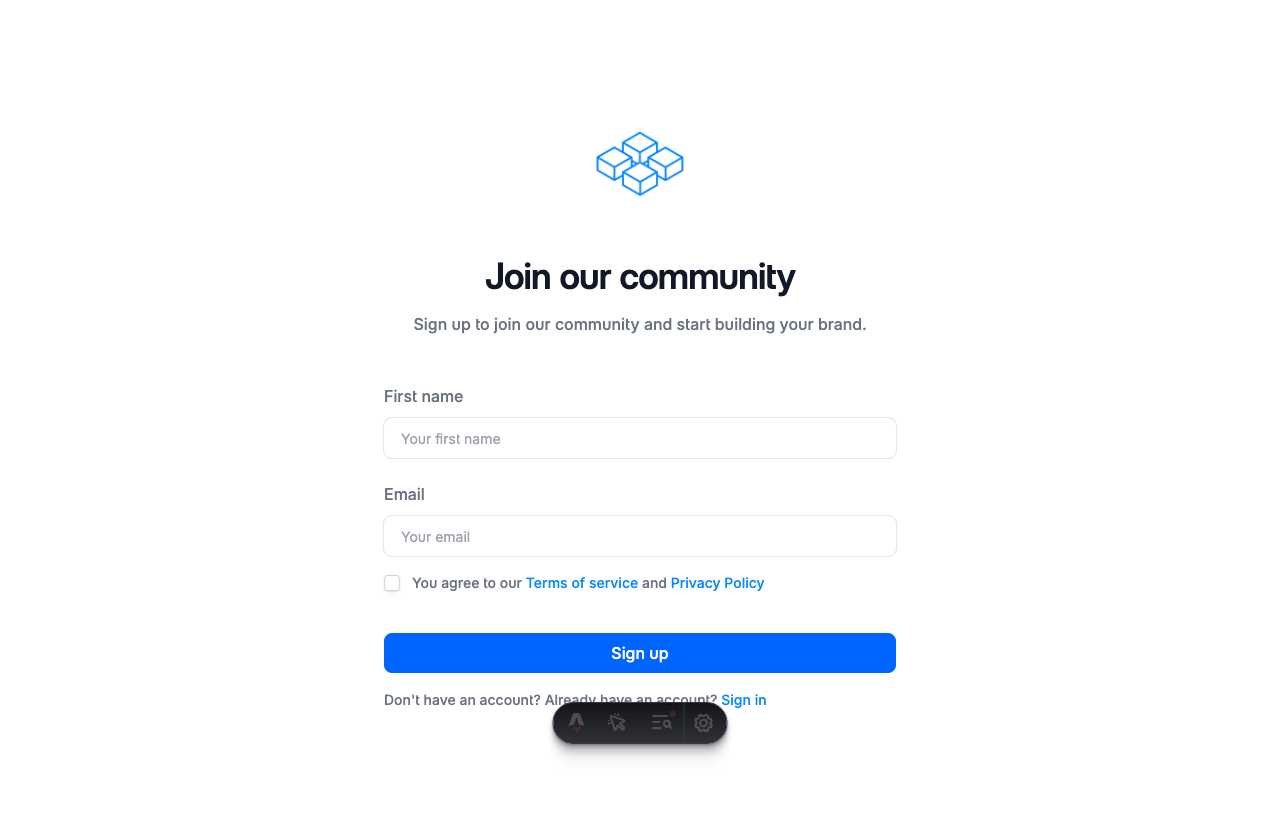 Join our community
Sign up to join our community and start building your brand.
First name
Your first name
Email
Your email
You agree to our Terms of service and Privacy Policy
Sign up
Don't have an account? Already have an account? Sign in